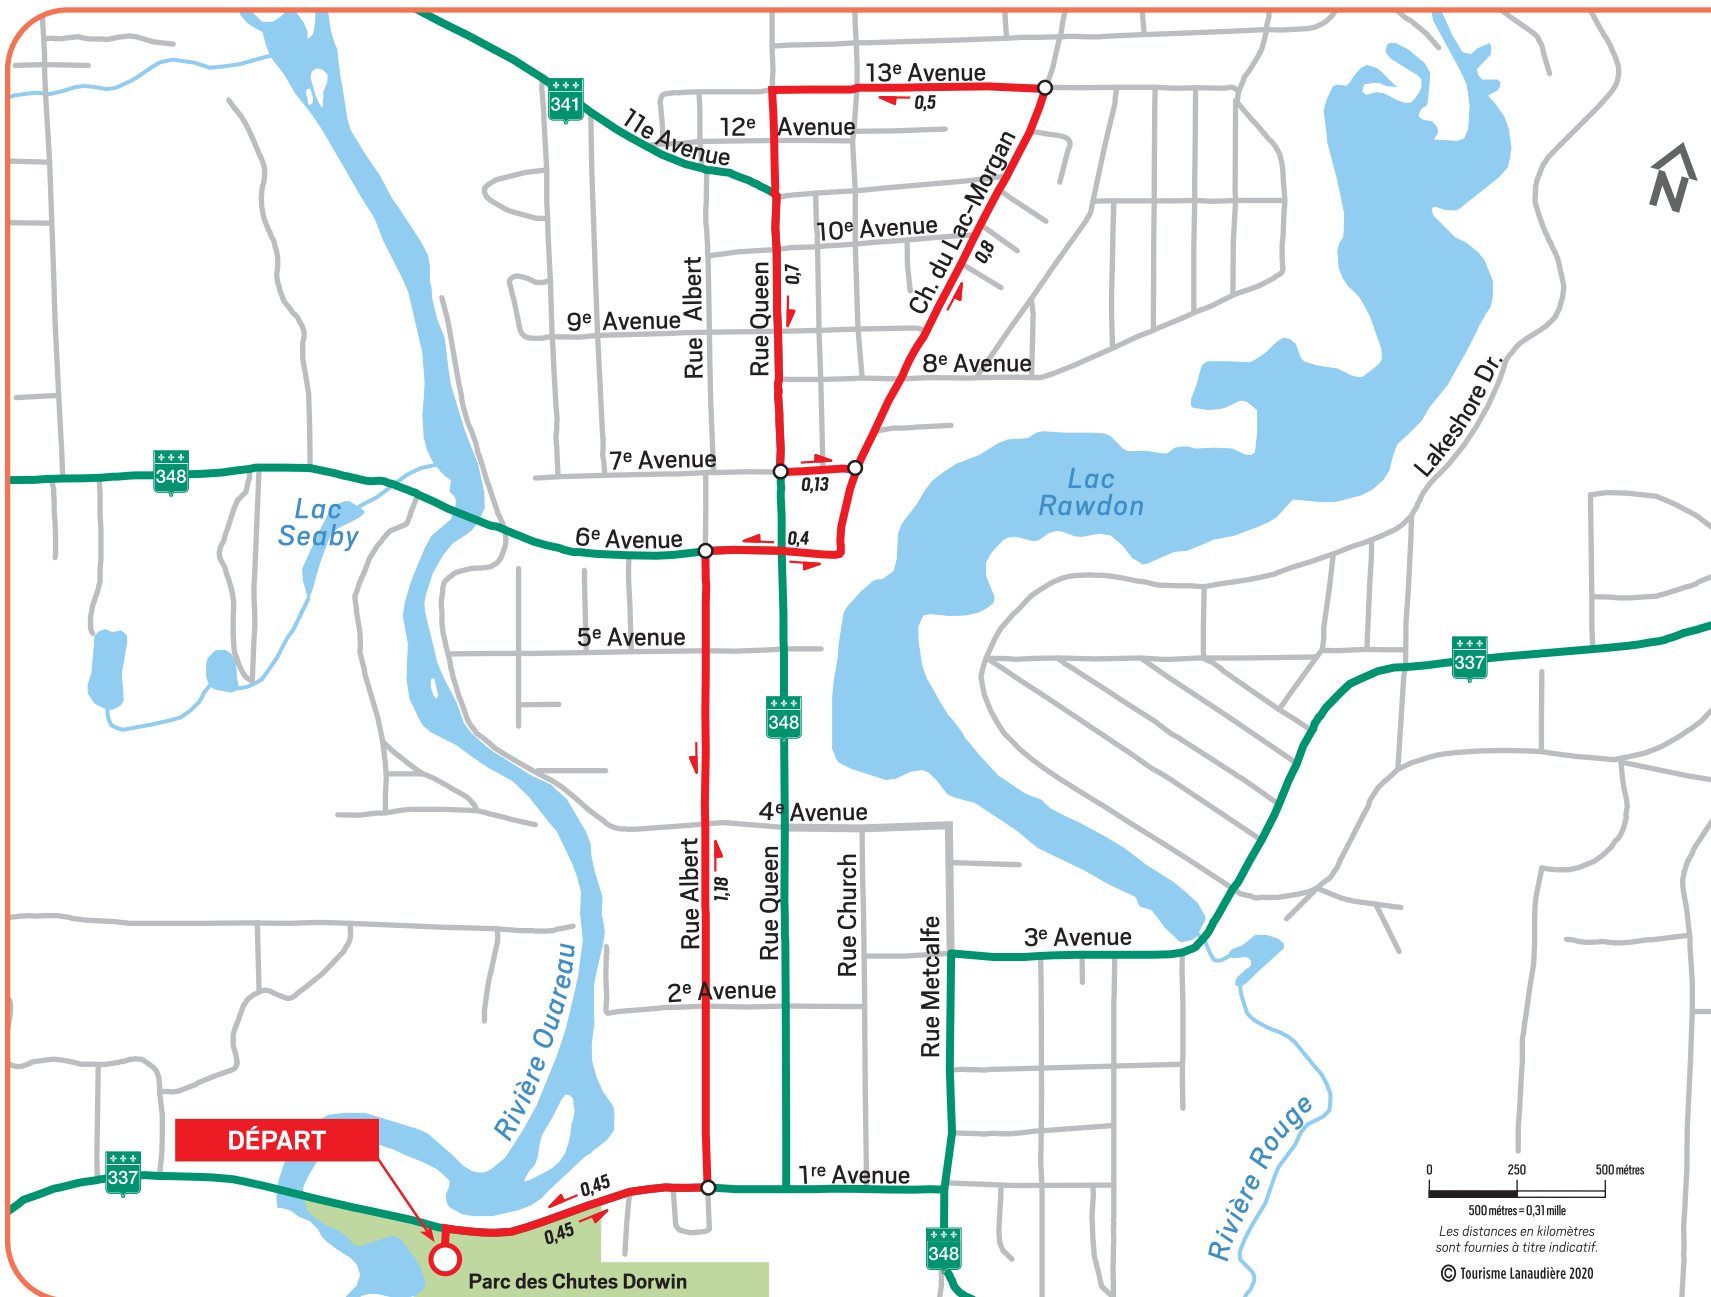 13e Avenue
0,5
341
11e Avenue
12e Avenue
N
Ch. du Lac-Morgan
0,8
10e Avenue
Rue Albert
Rue Queen
0,7
9e Avenue
8e Avenue
Lakeshore Dr.
348
7e Avenue
0,13
Lac
Rawdon
Lac
Seaby
6e Avenue
0,4
5e Avenue
337
348
4e Avenue
Rue Albert
1,18
Rue Queen
Rue Church
Rue Metcalfe
3e Avenue
2e Avenue
Rivière Ouareau
DÉPART
337
1re Avenue
0,45
0,45
Rivière Rouge
348
Parc des Chutes Dorwin
0 250 500 métres
500 métres = 0,31 mille
Les distances en kilomètres
sont fournies à titre indicatif.
© Tourisme Lanaudière 2020